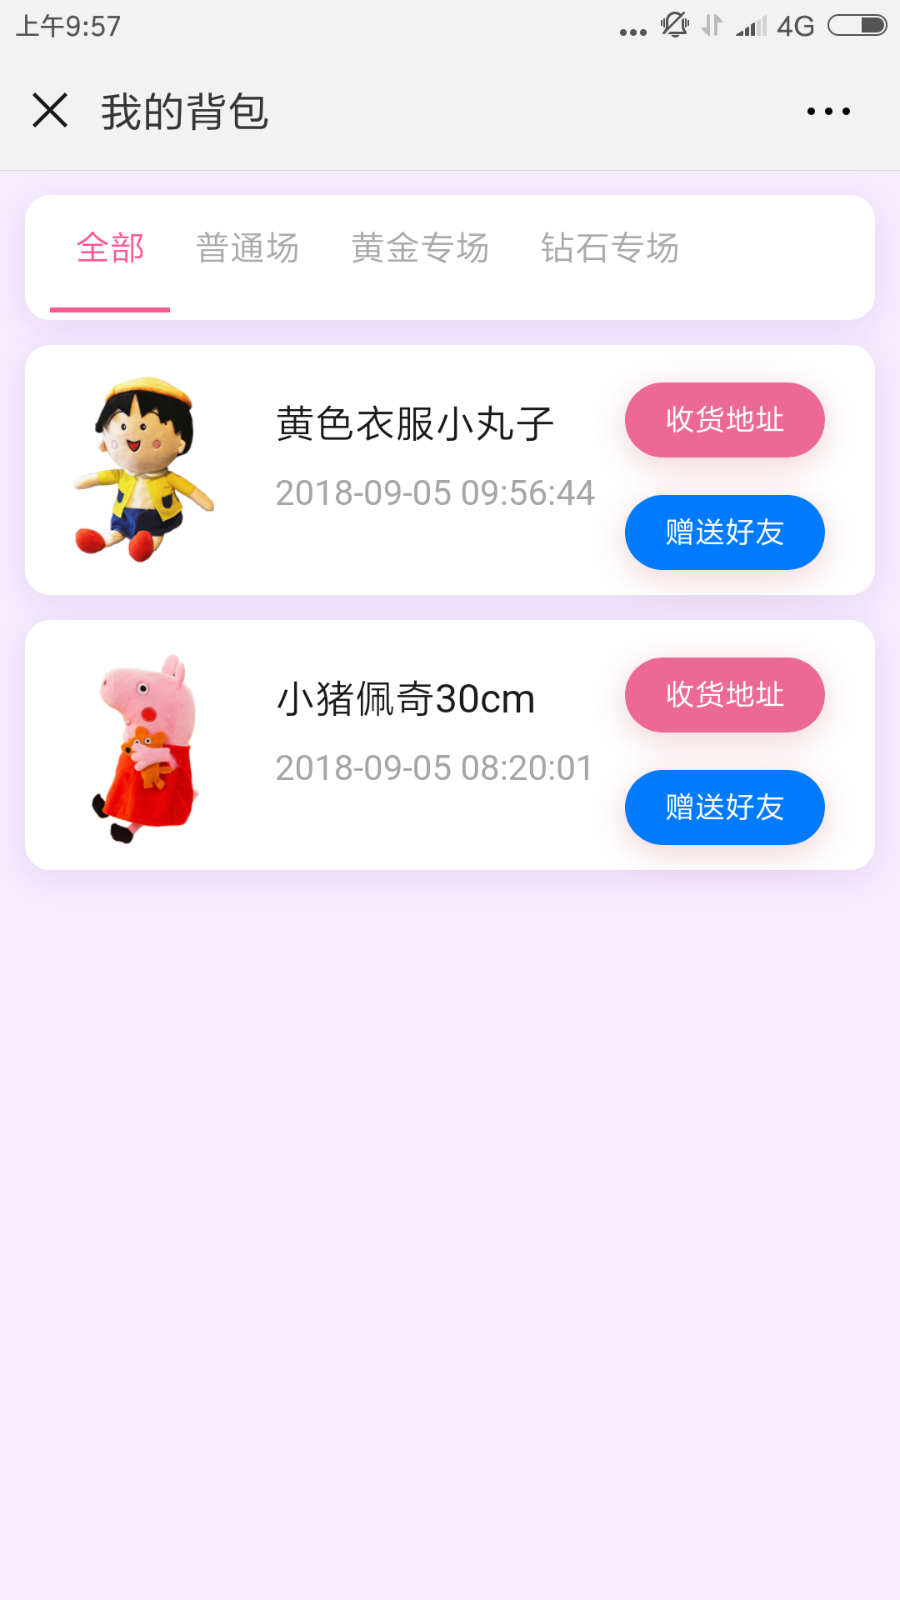 上午9:57
4G
我的背包
全部 普通场 黄金专场 钻石专场
黄色衣服小丸子
2018-09-05 09:56:44
收货地址
赠送好友
小猪佩奇30cm
2018-09-05 08:20:01
收货地址
赠送好友